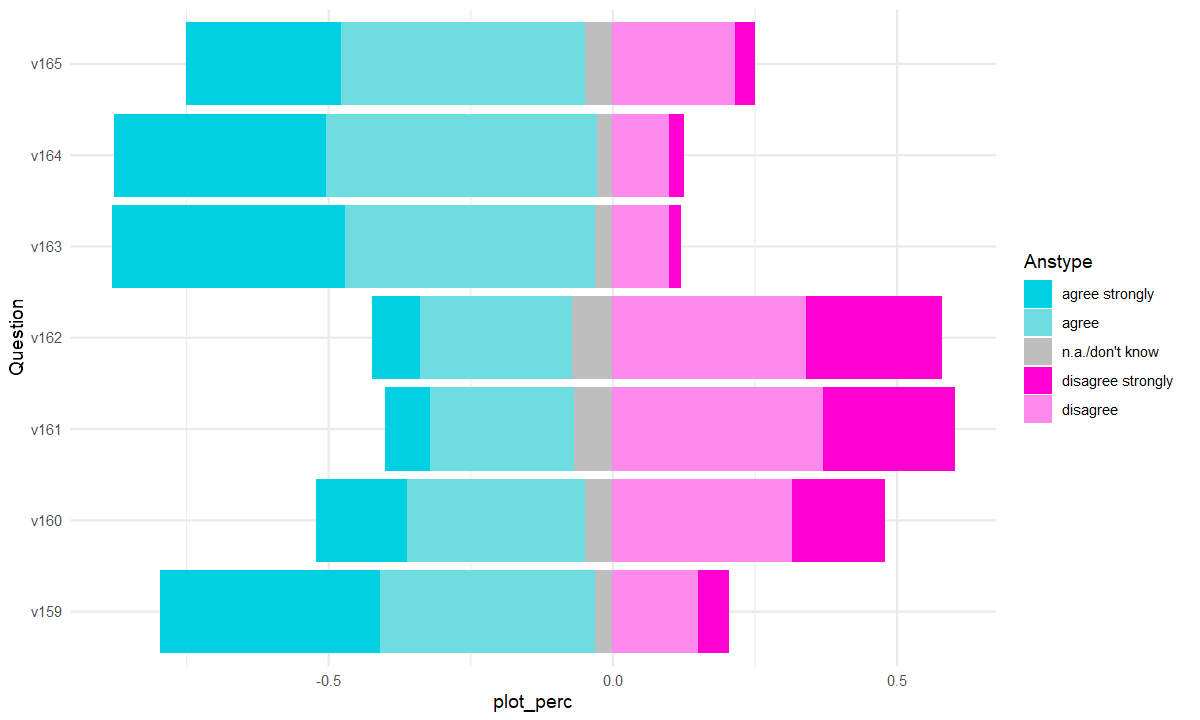 v165
v164
v163
v162
v161
v160
v159
Question
-0.5
0.0
0.5
plot_perc
Anstype
agree strongly
agree
n.a./don't know
disagree strongly
disagree